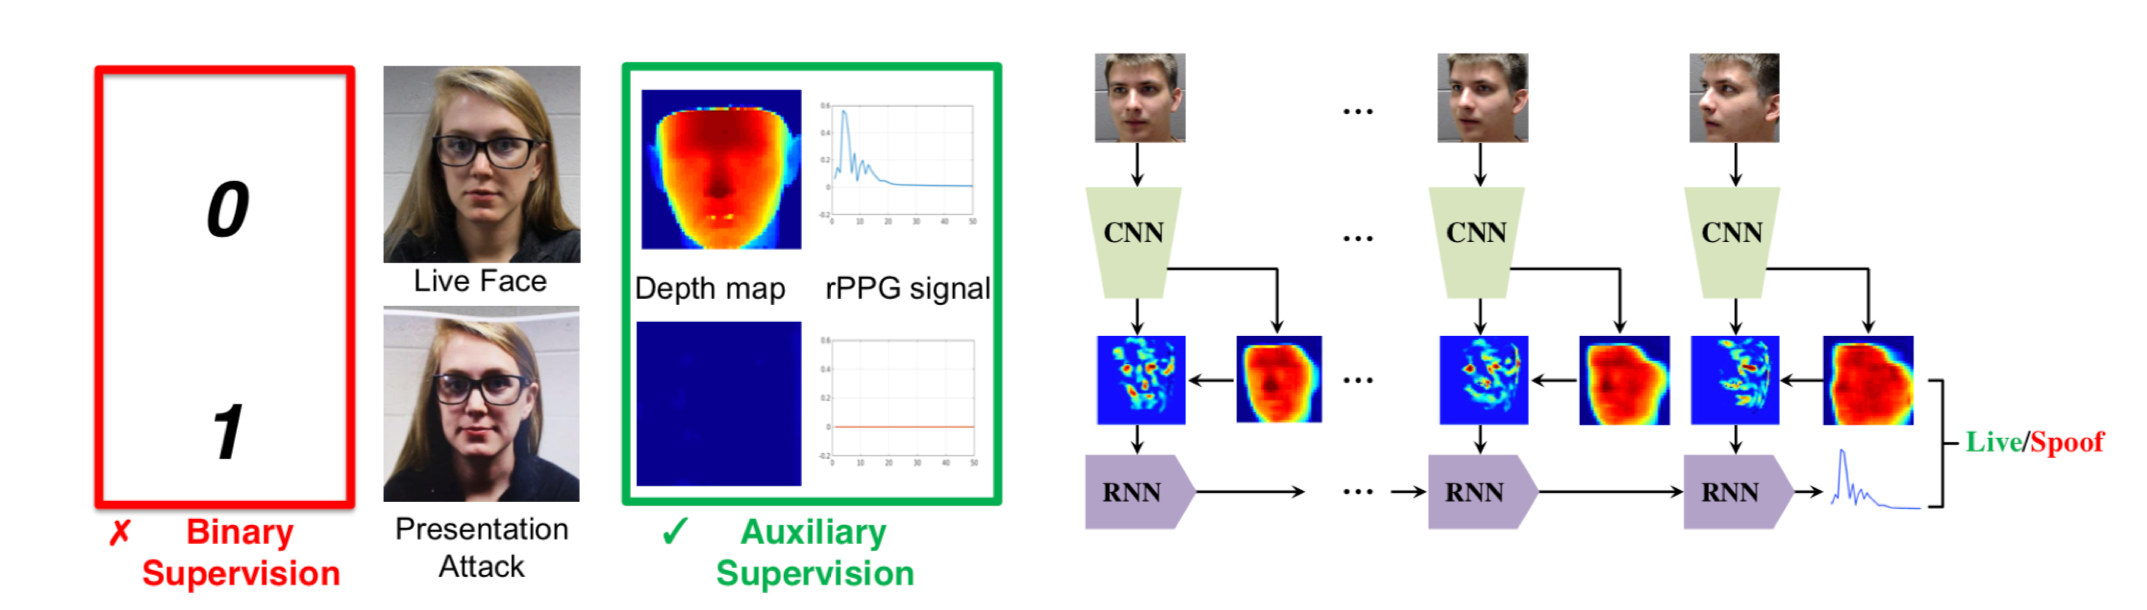 0
1
✗ Binary
Supervision
Live Face
Presentation
Attack
0.6
0.4
0.2
0
-0.2
0 10 20 30 40 50
Depth map rPPG signal
0.6
0.4
0.2
0
-0.2
0 10 20 30 40 50
✓ Auxiliary
Supervision
...
CNN ... CNN CNN
...
RNN ... RNN RNN
Live/Spoof